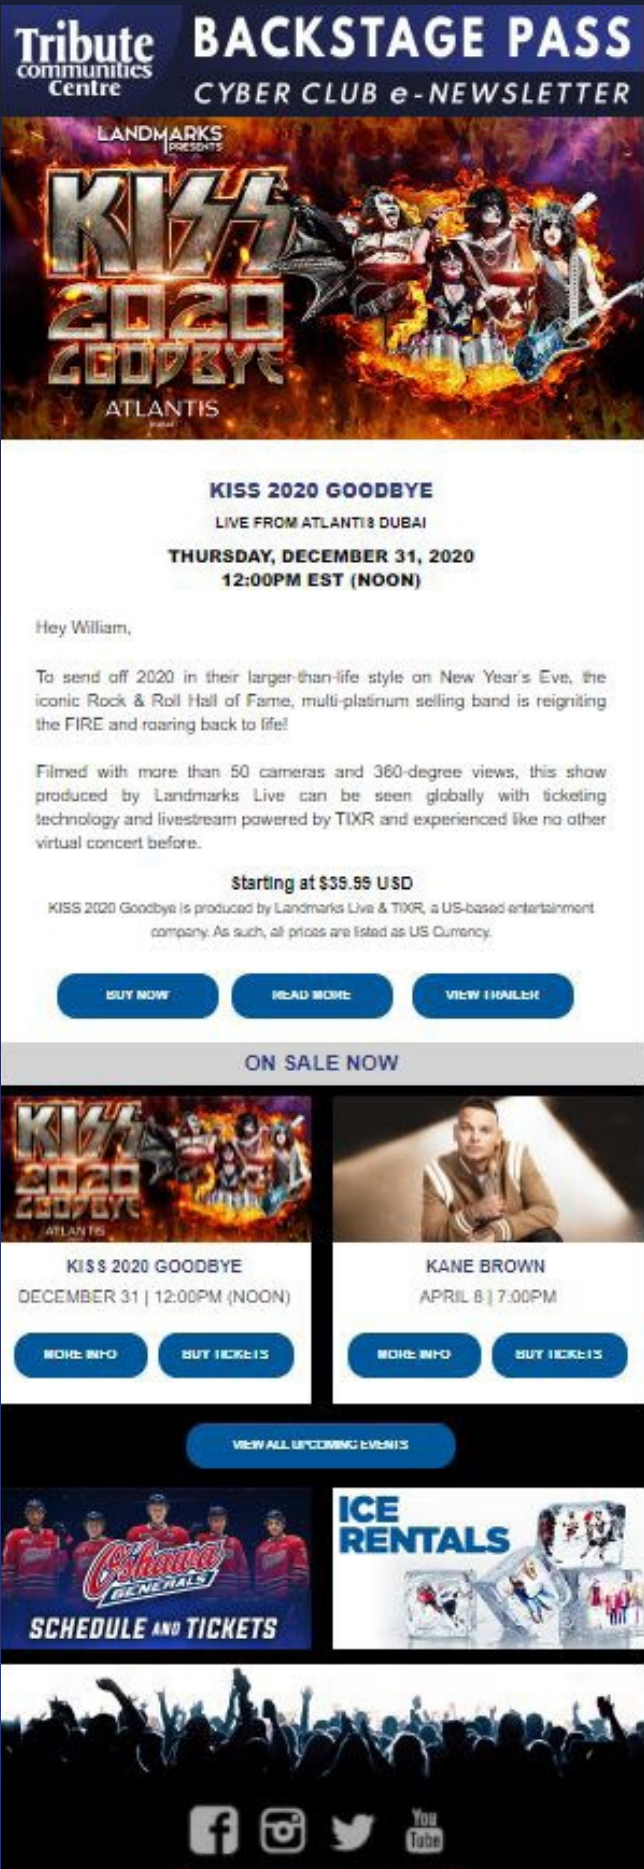 Tribute
communities
Centre
BACKSTAGE PASS
CYBER CLUB e-NEWSLETTER
LANDMARKS
PRESENTS
KISS
2020
GOODBYE
ATLANTIS
DUBAI
KISS 2020 GOODBYE
LIVE FROM ATLANTIS DUBAI
THURSDAY, DECEMBER 31, 2020
12:00PM EST (NOON)
Hey William,
To send off 2020 in their larger-than-life style on New Year's Eve, the
iconic Rock & Roll Hall of Fame, multi-platinum selling band is reigniting
the FIRE and roaring back to life!
Filmed with more than 50 cameras and 360-degree views, this show
produced by Landmarks Live can be seen globally with ticketing
technology and livestream powered by TIXR and experienced like no other
virtual concert before.
Starting at $39.99 USD
KISS 2020 Goodbye is produced by Landmarks Live & TIXR, a US-based entertainment
company. As such, all prices are listed as US Currency.
BUY NOW
READ MORE
VIEW TRAILER
ON SALE NOW
KISS
2020
GOODBYE
ATLANTIS
KISS 2020 GOODBYE
DECEMBER 31 | 12:00PM (NOON)
MORE INFO
BUY TICKETS
KANE BROWN
APRIL 8 | 7:00PM
MORE INFO
BUY TICKETS
VIEW ALL UPCOMING EVENTS
Oshawa
GENERALS
SCHEDULE AND TICKETS
ICE
RENTALS
You
Tube